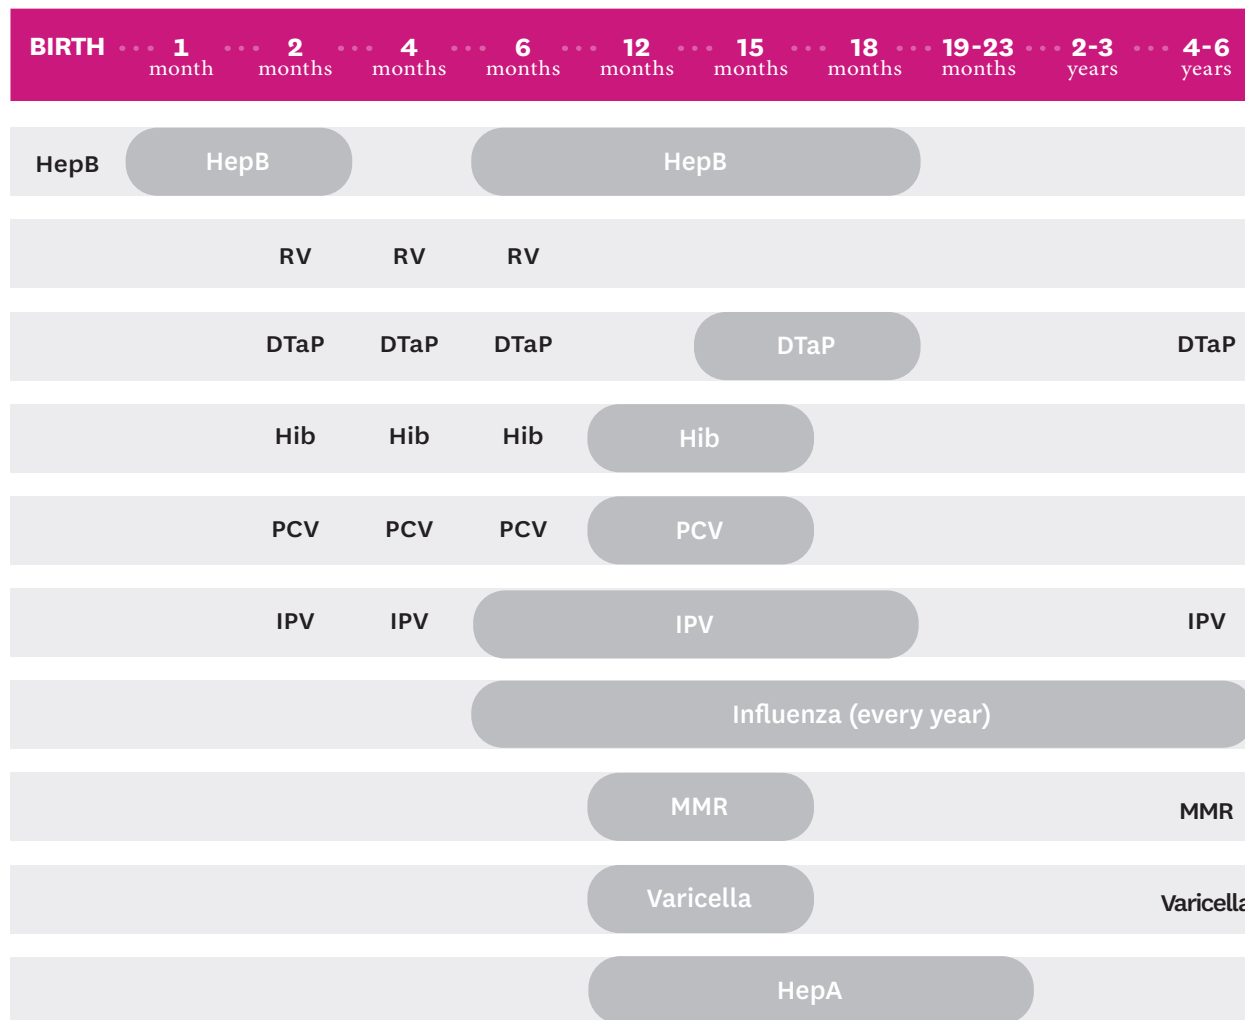 BIRTH ··· 1 ··· 2 ··· 4 ··· 6 ··· 12 ··· 15 ··· 18 ··· 19-23 ··· 2-3 ··· 4-6
month months months months months months months months years years
HepB HepB HepB
RV RV RV
DTaP DTaP DTaP DTaP DTaP
Hib Hib Hib Hib
PCV PCV PCV PCV
IPV IPV IPV IPV
Influenza (every year)
MMR MMR
Varicella Varicella
HepA